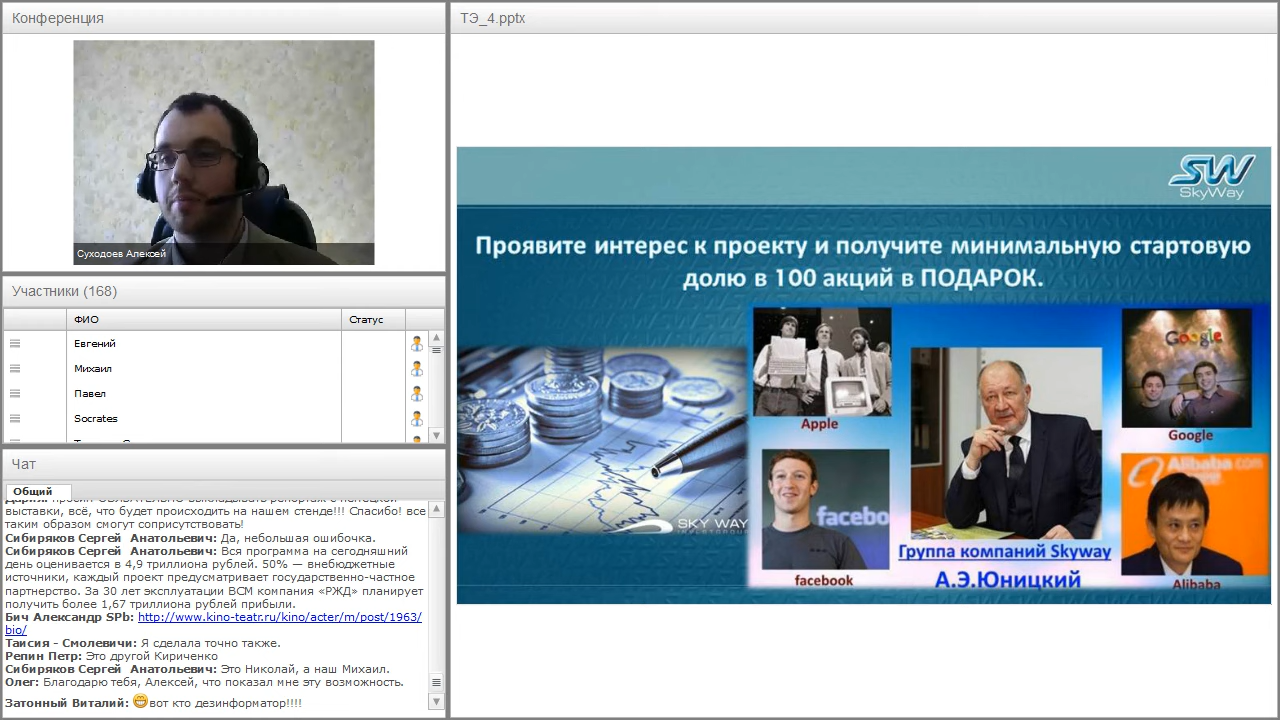 Конференция
Суходоев Алексей
Участники (168)
ФИО
Статус
Евгений
Михаил
Павел
Socrates
Чат
Общий
выставки, всё, что будет происходить на нашем стенде!!! Спасибо! все
таким образом смогут соприсутствовать!
Сибиряков Сергей Анатольевич: Да, небольшая ошибочка.
Сибиряков Сергей Анатольевич: Вся программа на сегодняшний
день оценивается в 4,9 триллиона рублей. 50% — внебюджетные
источники, каждый проект предусматривает государственно-частное
партнерство. За 30 лет эксплуатации ВСМ компания «РЖД» планирует
получить более 1,67 триллиона рублей прибыли.
Бич Александр SPb: http://www.kino-teatr.ru/kino/acter/m/post/1963/
bio/
Таисия - Смолевичи: Я сделала точно также.
Репин Петр: Это другой Кириченко
Сибиряков Сергей Анатольевич: Это Николай, а наш Михаил.
Олег: Благодарю тебя, Алексей, что показал мне эту возможность.
Затонный Виталий: вот кто дезинформатор!!!!
ТЭ_4.pptx
SW
SkyWay
Проявите интерес к проекту и получите минимальную стартовую
долю в 100 акций в ПОДАРОК.
SKY WAY
Apple
facebo
facebook
Группа компаний Skyway
А.Э.Юницкий
Google
Google
Alibaba.com
Alibaba